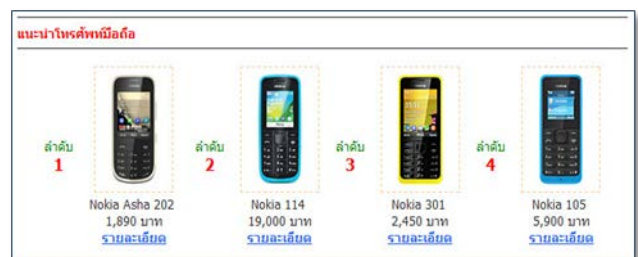 แนะนำโทรศัพท์มือถือ
ลำดับ
1
Nokia Asha 202
1,890 บาท
รายละเอียด
ลำดับ
2
Nokia 114
19,000 บาท
รายละเอียด
ลำดับ
3
Nokia 301
2,450 บาท
รายละเอียด
ลำดับ
4
Nokia 105
5,900 บาท
รายละเอียด